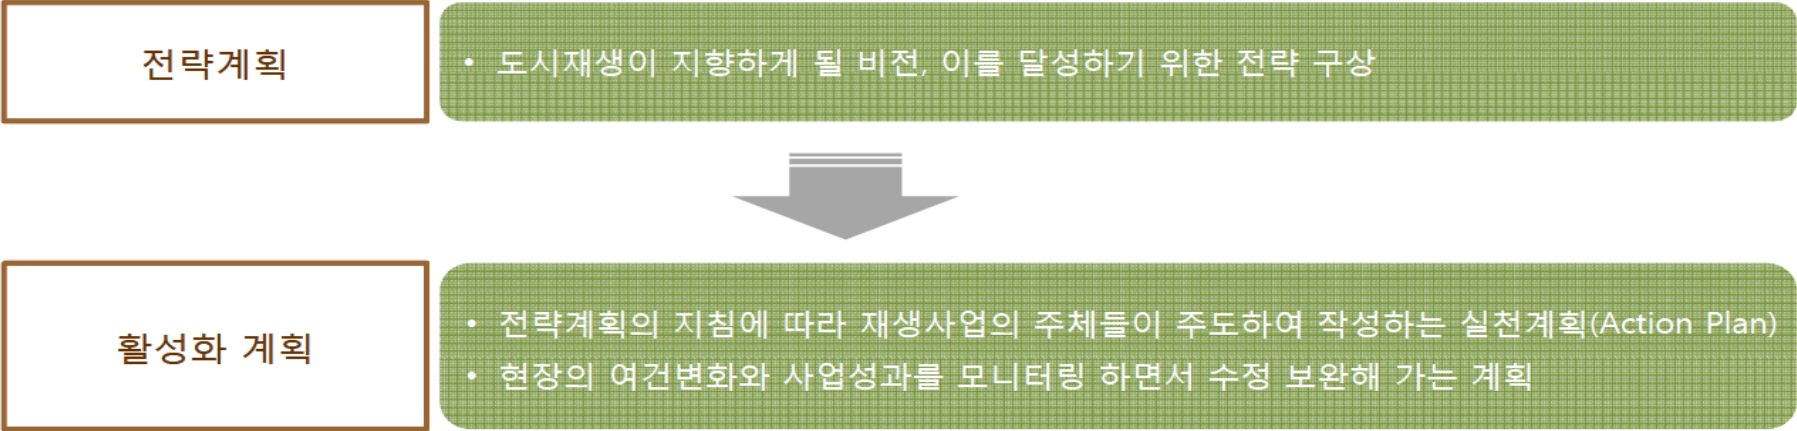 전략계획
• 도시재생이 지향하게 될 비전, 이를 달성하기 위한 전략 구상
활성화 계획
• 전략계획의 지침에 따라 재생사업의 주체들이 주도하여 작성하는 실천계획(Action Plan)
• 현장의 여건변화와 사업성과를 모니터링 하면서 수정 보완해 가는 계획